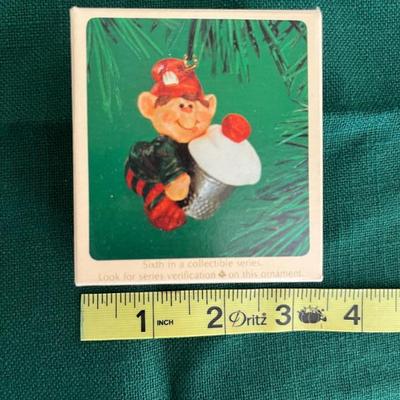 Sixth in a collectible series.
Look for series verification on this ornament.
1 INCH 2 Dritz 3 4